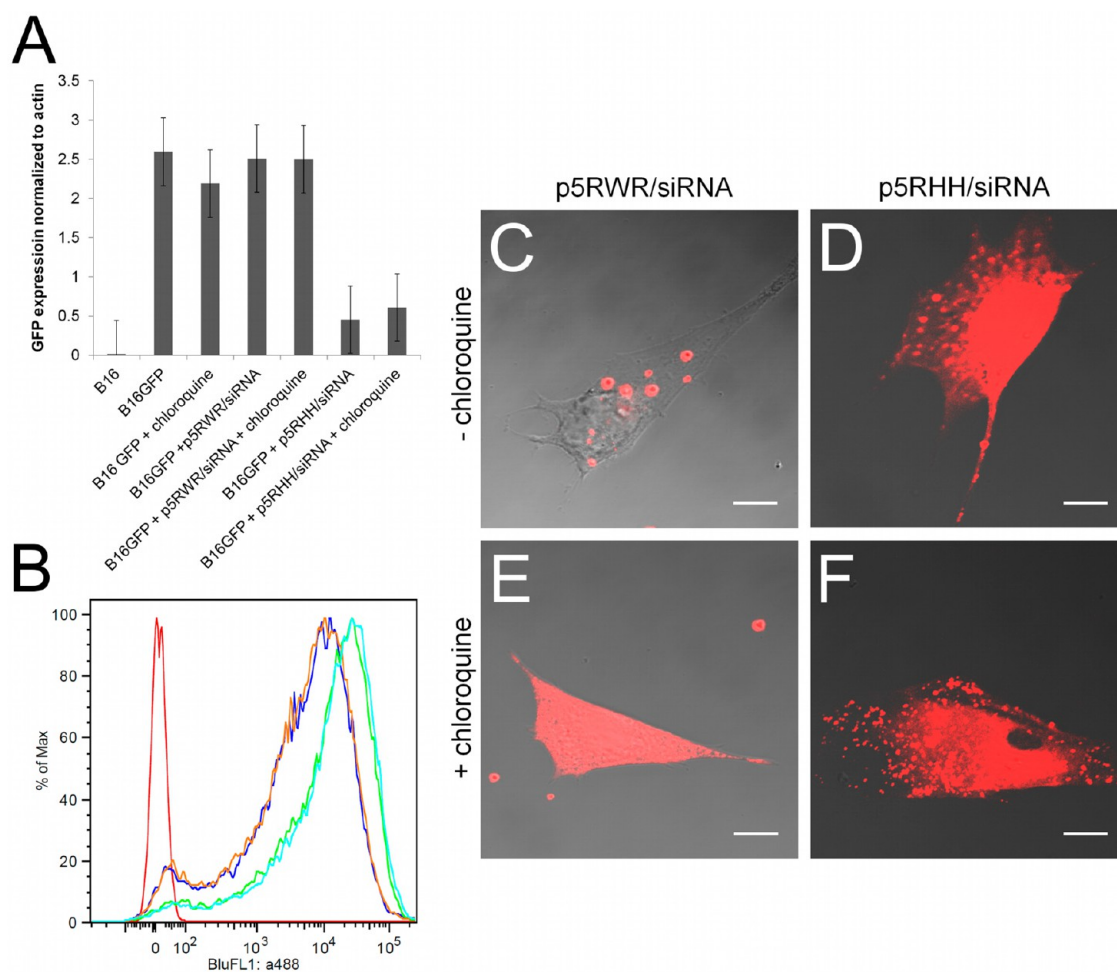 A
GFP expressioin normalized to actin
3.5
3
2.5
2
1.5
1
0.5
0
B16
B16GFP
B16 GFP + chloroquine
B16GFP +p5RWR/siRNA
B16GFP + p5RWR/siRNA + chloroquine
B16GFP + p5RHH/siRNA
B16GFP + p5RHH/siRNA + chloroquine
B
% of Max
100
80
60
40
20
0
0 10² 10³ 10⁴ 10⁵
BluFL1: a488
p5RWR/siRNA p5RHH/siRNA
- chloroquine
C D
+ chloroquine
E F